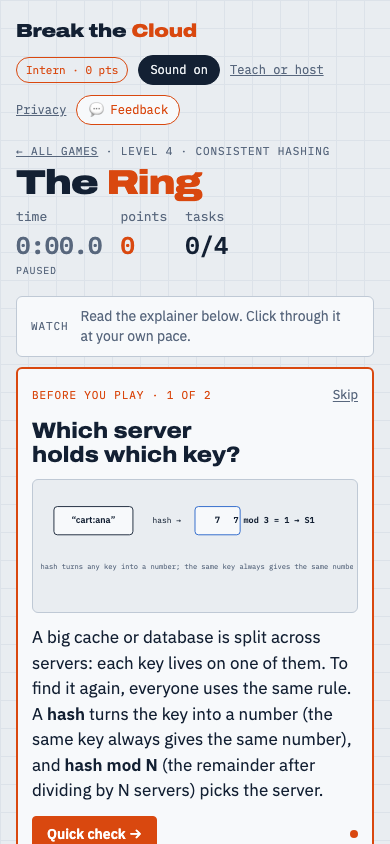 Break the Cloud
Intern · 0 pts
Sound on
Teach or host
Privacy
💬 Feedback
← ALL GAMES · LEVEL 4 · CONSISTENT HASHING
The Ring
time points tasks
0:00.0 0 0/4
PAUSED
WATCH
Read the explainer below. Click through it
at your own pace.
BEFORE YOU PLAY · 1 OF 2
Skip
Which server
holds which key?
“cart:ana” hash → 7 7 mod 3 = 1 → S1
hash turns any key into a number; the same key always gives the same numbe
A big cache or database is split across
servers: each key lives on one of them. To
find it again, everyone uses the same rule.
A hash turns the key into a number (the
same key always gives the same number),
and hash mod N (the remainder after
dividing by N servers) picks the server.
Quick check →